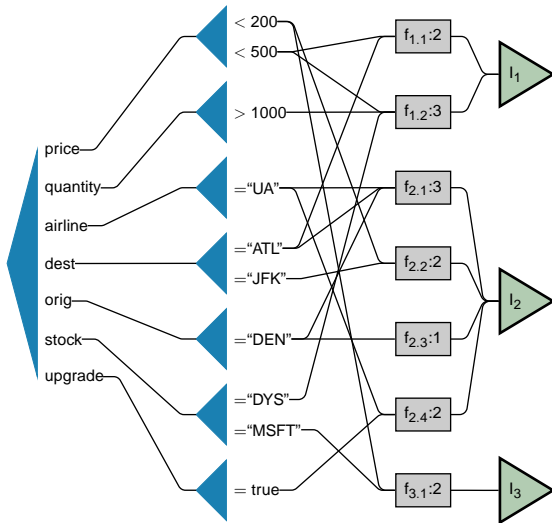 price
quantity
airline
dest
orig
stock
upgrade
< 200
< 500
> 1000
=“UA”
=“ATL”
=“JFK”
=“DEN”
=“DYS”
=“MSFT”
= true
f1.1:2
f1.2:3
f2.1:3
f2.2:2
f2.3:1
f2.4:2
f3.1:2
I1
I2
I3